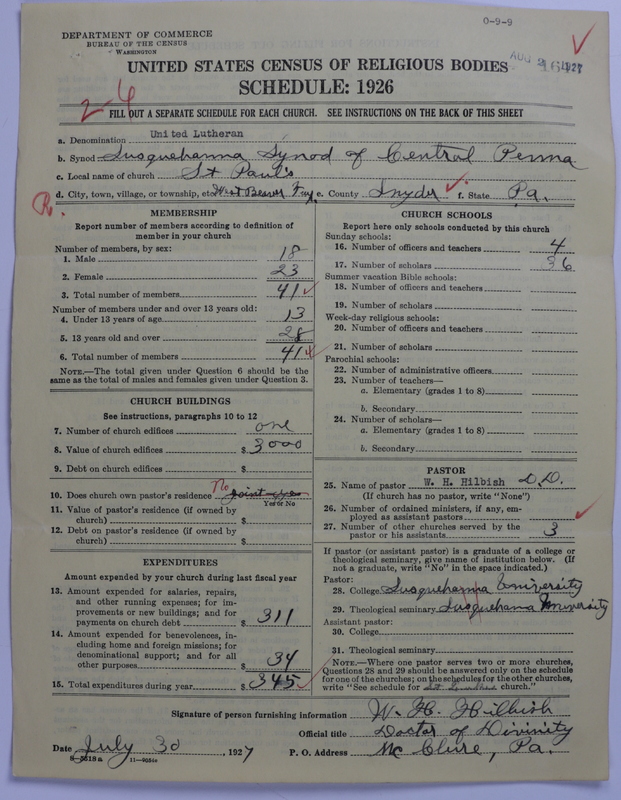 0-9-9
DEPARTMENT OF COMMERCE
BUREAU OF THE CENSUS
WASHINGTON
AUG
1927
UNITED STATES CENSUS OF RELIGIOUS BODIES
SCHEDULE: 1926
2-6
FILL OUT A SEPARATE SCHEDULE FOR EACH CHURCH. SEE INSTRUCTIONS ON THE BACK OF THIS SHEET
a. Denomination United Lutheran
b. Synod Susquehanna Synod of Central Penna
c. Local name of church St Paul's
d. City, town, village, or township, etc. West Beaver Twp e. County Snyder f. State Pa.
R.
MEMBERSHIP
Report number of members according to definition of
member in your church
Number of members, by sex:
1. Male 18
2. Female 23
3. Total number of members 41
Number of members under and over 13 years old:
4. Under 13 years of age 13
5. 13 years old and over 28
6. Total number of members 41
NOTE.—The total given under Question 6 should be the
same as the total of males and females given under Question 3.
CHURCH BUILDINGS
See instructions, paragraphs 10 to 12
7. Number of church edifices one
8. Value of church edifices $ 3000
9. Debt on church edifices $
10. Does church own pastor's residence No joint yes
Yes or No
11. Value of pastor's residence (if owned by
church) $
12. Debt on pastor's residence (if owned by
church) $
EXPENDITURES
Amount expended by your church during last fiscal year
13. Amount expended for salaries, repairs,
and other running expenses; for im-
provements or new buildings; and for
payments on church debt $ 311
14. Amount expended for benevolences, in-
cluding home and foreign missions; for
denominational support; and for all
other purposes $ 34
15. Total expenditures during year $ 345
CHURCH SCHOOLS
Report here only schools conducted by this church
Sunday schools:
16. Number of officers and teachers 4
17. Number of scholars 36
Summer vacation Bible schools:
18. Number of officers and teachers
19. Number of scholars
Week-day religious schools:
20. Number of officers and teachers
21. Number of scholars
Parochial schools:
22. Number of administrative officers
23. Number of teachers—
a. Elementary (grades 1 to 8)
b. Secondary
24. Number of scholars—
a. Elementary (grades 1 to 8)
b. Secondary
PASTOR
25. Name of pastor W. H. Hilbish D.D.
(If church has no pastor, write "None")
26. Number of ordained ministers, if any, em-
ployed as assistant pastors
27. Number of other churches served by the
pastor or his assistants 3
If pastor (or assistant pastor) is a graduate of a college or
theological seminary, give name of institution below. (If
not a graduate, write "No" in the space indicated.)
Pastor:
28. College Susquehanna University
29. Theological seminary Susquehanna University
Assistant pastor:
30. College
31. Theological seminary
NOTE.—Where one pastor serves two or more churches,
Questions 28 and 29 should be answered only on the schedule
for one of the churches; on the schedules for the other churches,
write "See schedule for church."
Signature of person furnishing information W. H. Hilbish
Official title Doctor of Divinity
Date July 30, 1927 P. O. Address McClure, Pa.
8—5518a 11—9554